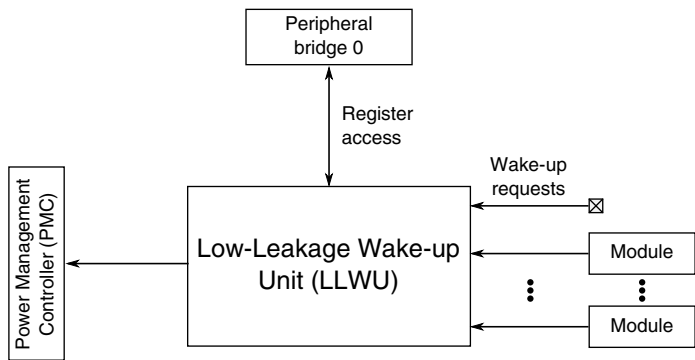 Peripheral
bridge 0
Register
access
Wake-up
requests
Power Management
Controller (PMC)
Low-Leakage Wake-up
Unit (LLWU)
Module
Module